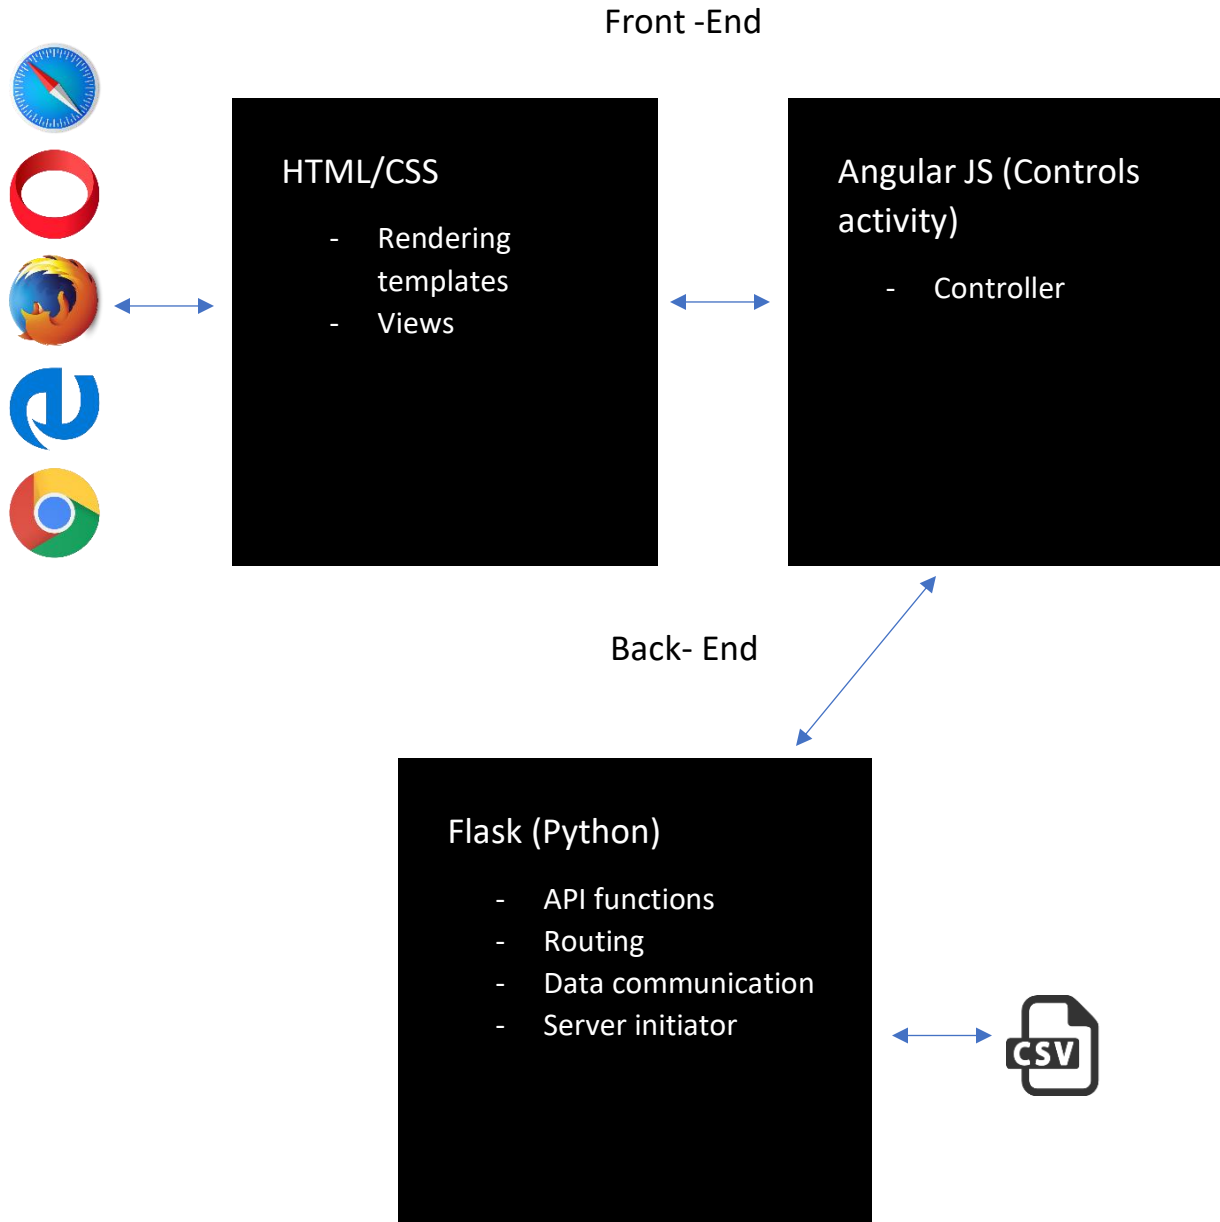 Front -End
HTML/CSS
- Rendering
templates
- Views
Angular JS (Controls
activity)
- Controller
Back- End
Flask (Python)
- API functions
- Routing
- Data communication
- Server initiator
CSV